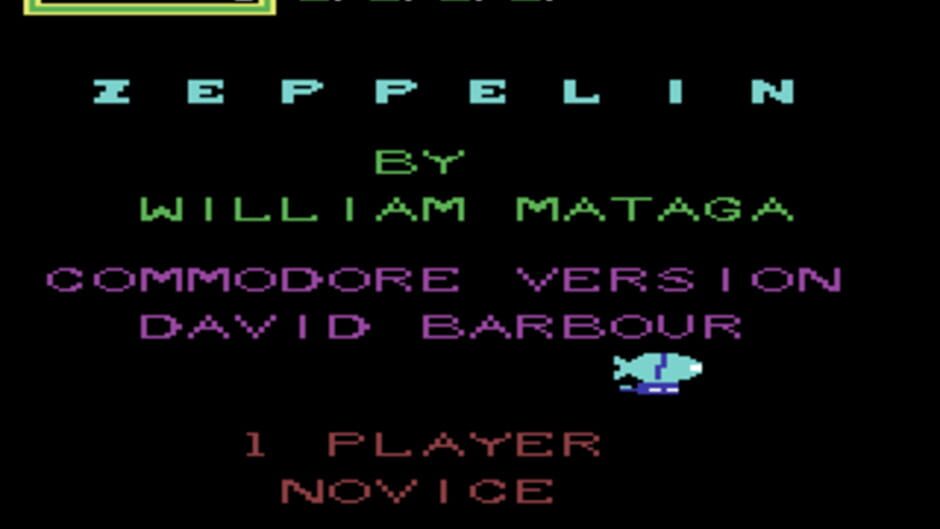 ZEPPELIN
BY
WILLIAM MATAGA
COMMODORE VERSION
DAVID BARBOUR
1 PLAYER
NOVICE